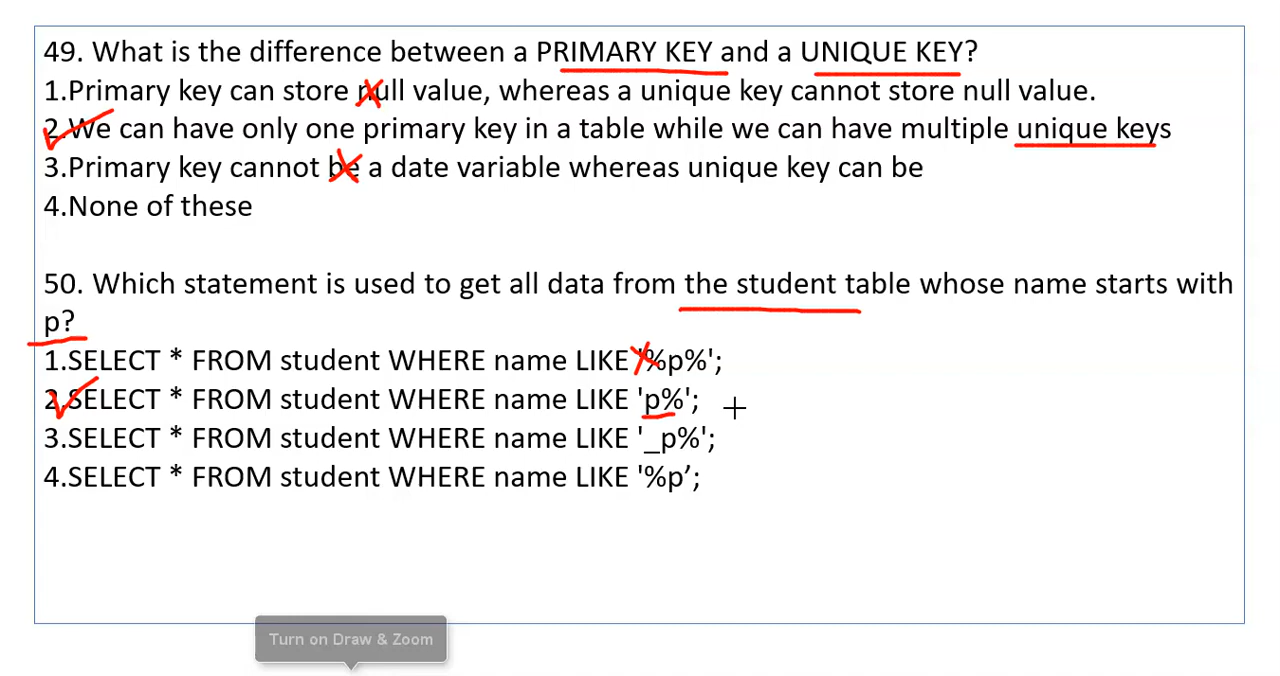 49. What is the difference between a PRIMARY KEY and a UNIQUE KEY?
1.Primary key can store null value, whereas a unique key cannot store null value.
2.We can have only one primary key in a table while we can have multiple unique keys
3.Primary key cannot be a date variable whereas unique key can be
4.None of these
50. Which statement is used to get all data from the student table whose name starts with
p?
1.SELECT * FROM student WHERE name LIKE '%p%';
2.SELECT * FROM student WHERE name LIKE 'p%';
3.SELECT * FROM student WHERE name LIKE '_p%';
4.SELECT * FROM student WHERE name LIKE '%p’;
Turn on Draw & Zoom